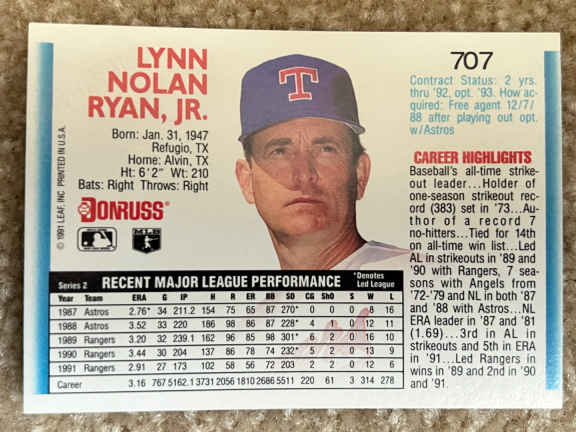 LYNN
NOLAN
RYAN, JR.
Born: Jan. 31, 1947
Refugio, TX
Home: Alvin, TX
Ht: 6'2" Wt: 210
Bats: Right Throws: Right
DONRUSS®
© 1991 LEAF, INC. PRINTED IN U.S.A.
T
707
Contract Status: 2 yrs.
thru '92, opt. '93. How ac-
quired: Free agent 12/7/
88 after playing out opt.
w/Astros
CAREER HIGHLIGHTS
Baseball's all-time strike-
out leader...Holder of
one-season strikeout rec-
ord (383) set in '73...Au-
thor of a record 7
no-hitters...Tied for 14th
on all-time win list...Led
AL in strikeouts in '89 and
'90 with Rangers, 7 sea-
sons with Angels from
'72-'79 and NL in both '87
and '88 with Astros...NL
ERA leader in '87 and '81
(1.69)...3rd in AL in
strikeouts and 5th in ERA
in '91...Led Rangers in
wins in '89 and 2nd in '90
and '91.
Series 2 RECENT MAJOR LEAGUE PERFORMANCE *Denotes Led League
Year Team ERA G IP H R ER BB SO CG ShO S W L
1987 Astros 2.76* 34 211.2 154 75 65 87 270* 0 0 0 8 16
1988 Astros 3.52 33 220 186 98 86 87 228* 4 1 0 12 11
1989 Rangers 3.20 32 239.1 162 96 85 98 301* 6 2 0 16 10
1990 Rangers 3.44 30 204 137 86 78 74 232* 5 2 0 13 9
1991 Rangers 2.91 27 173 102 58 56 72 203 2 2 0 12 6
Career 3.16 767 5162.1 3731 2056 1810 2686 5511 220 61 3 314 278